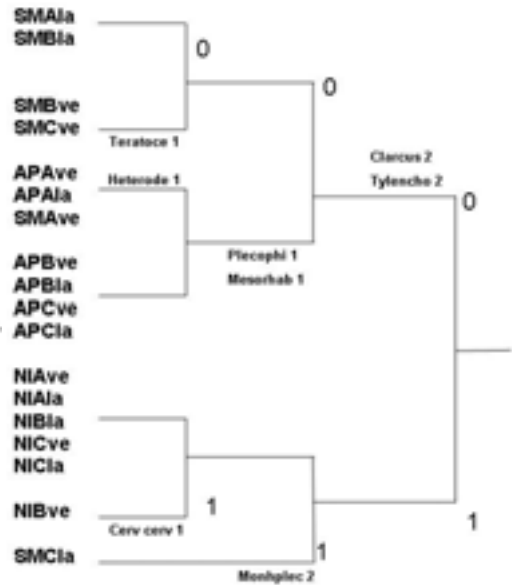 SMAla
SMBla
0
0
SMBve
SMCve
Teratoce 1
Clarcus 2
APAve
Heterode 1
Tylencho 2
APAla
0
SMAve
Plecophi 1
APBve
Mesorhab 1
APBla
APCve
APCla
NIAve
NIAla
NIBla
NICve
NICla
NIBve
1
1
Cerv cerv 1
SMCla
1
Monhplec 2